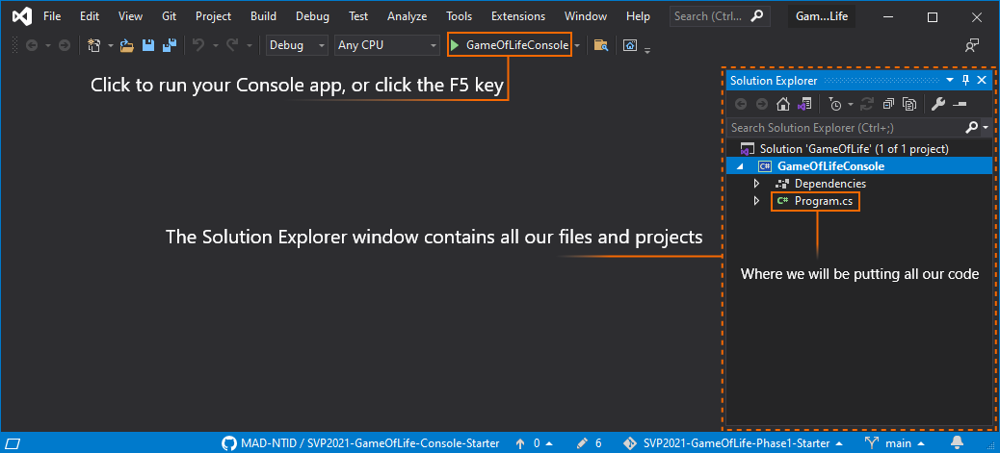 File Edit View Git Project Build Debug Test Analyze Tools Extensions Window Help Search (Ctrl... Gam...Life
Debug Any CPU GameOfLifeConsole
Click to run your Console app, or click the F5 key
Solution Explorer
Search Solution Explorer (Ctrl+;)
Solution 'GameOfLife' (1 of 1 project)
C# GameOfLifeConsole
Dependencies
C# Program.cs
The Solution Explorer window contains all our files and projects
Where we will be putting all our code
MAD-NTID / SVP2021-GameOfLife-Console-Starter 0 6 SVP2021-GameOfLife-Phase1-Starter main